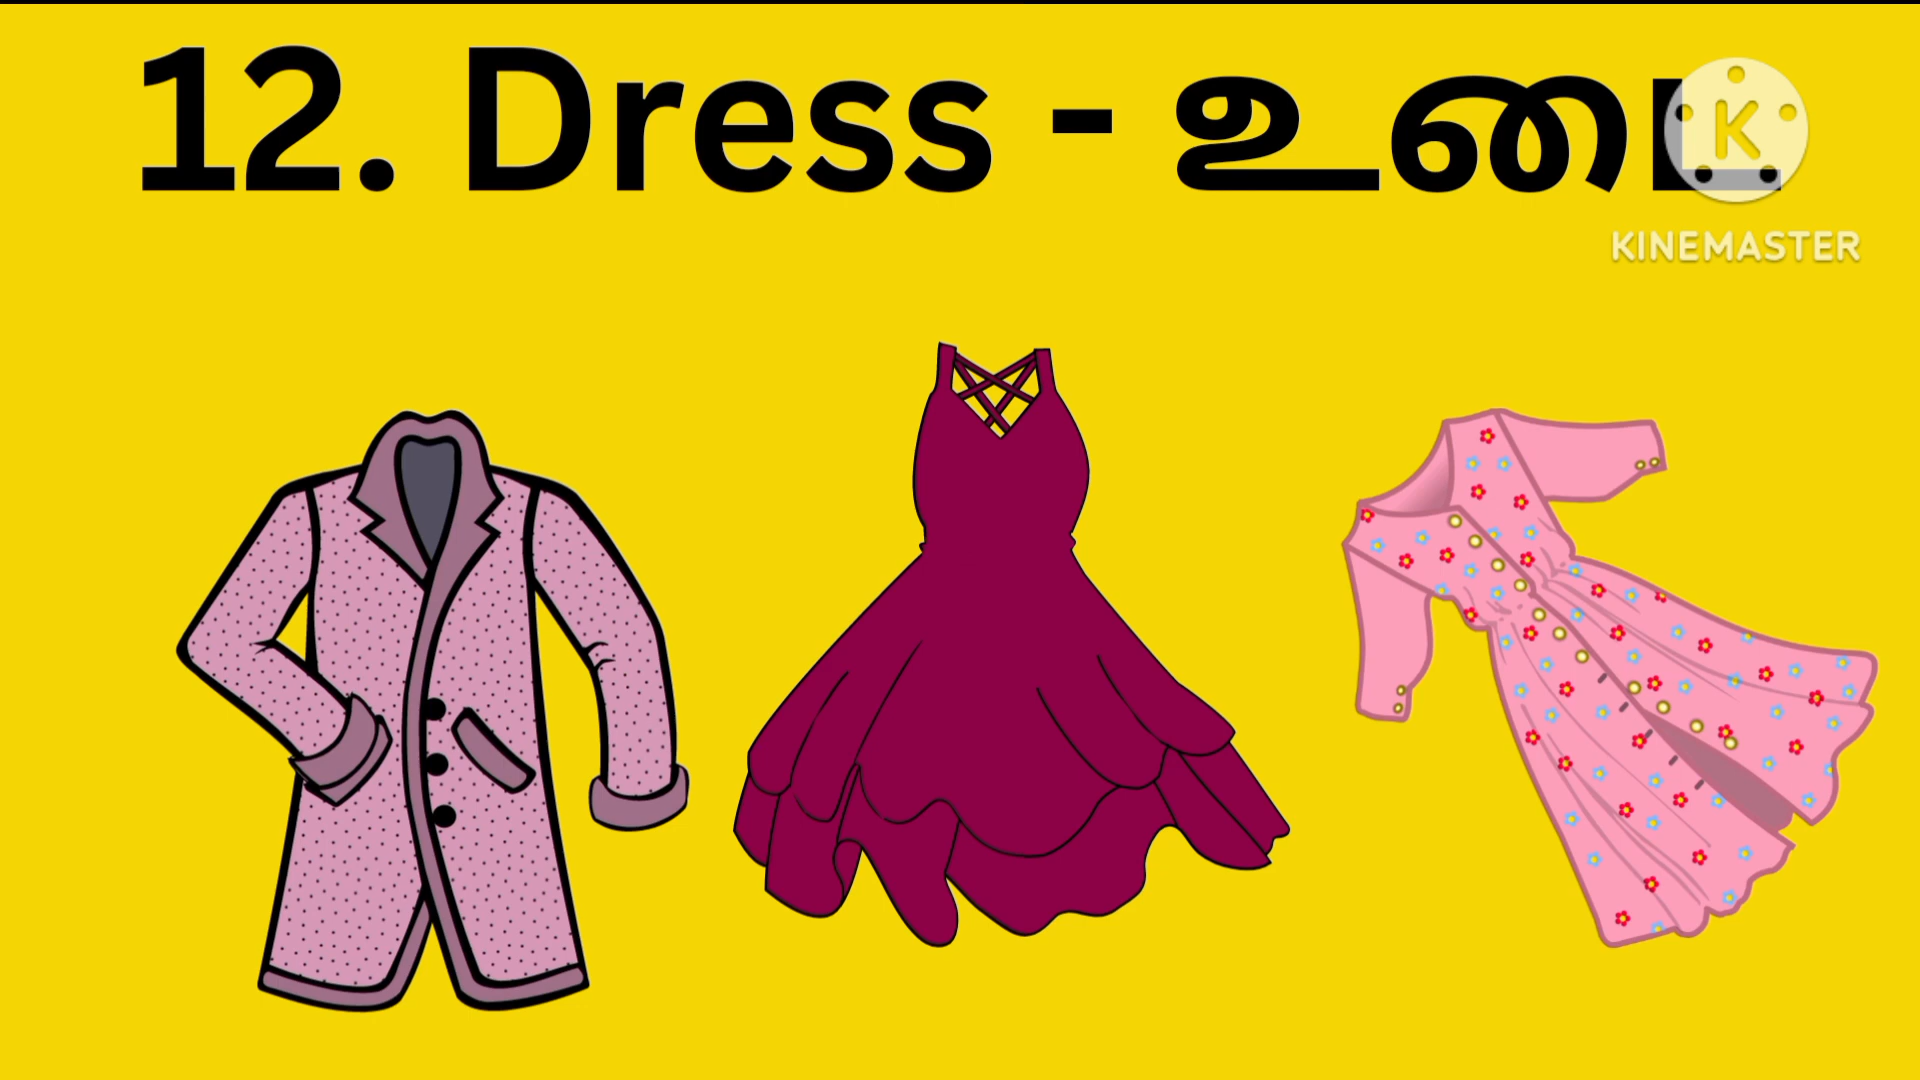 12. Dress - உடை
K
KINEMASTER